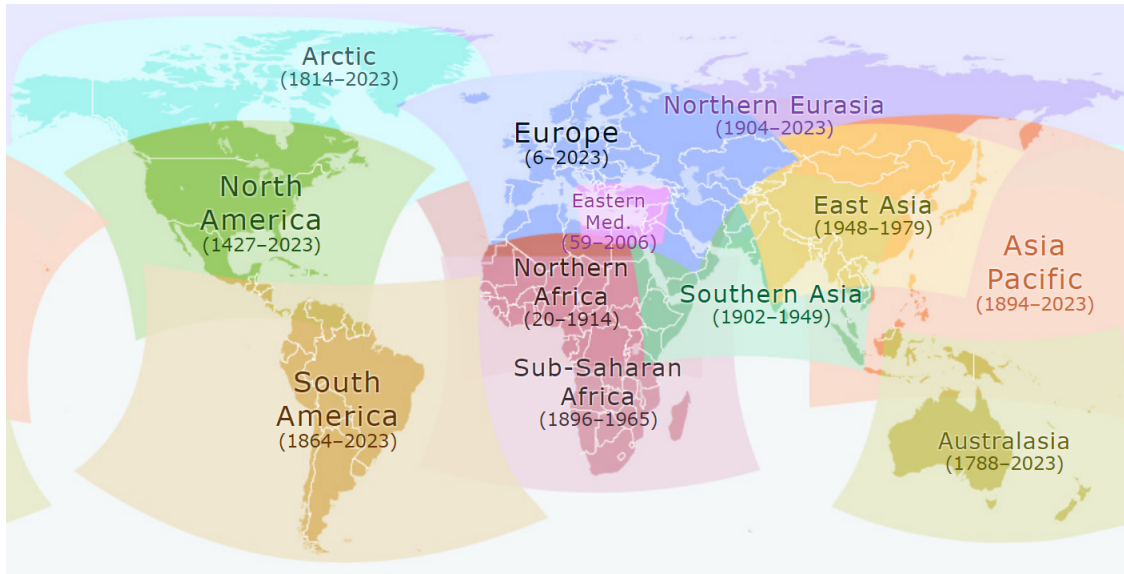 Arctic
(1814–2023)
Northern Eurasia
(1904–2023)
Europe
(6–2023)
North
America
(1427–2023)
Eastern
Med.
(59–2006)
East Asia
(1948–1979)
Asia
Pacific
(1894–2023)
Northern
Africa
(20–1914)
Southern Asia
(1902–1949)
Sub-Saharan
Africa
(1896–1965)
South
America
(1864–2023)
Australasia
(1788–2023)